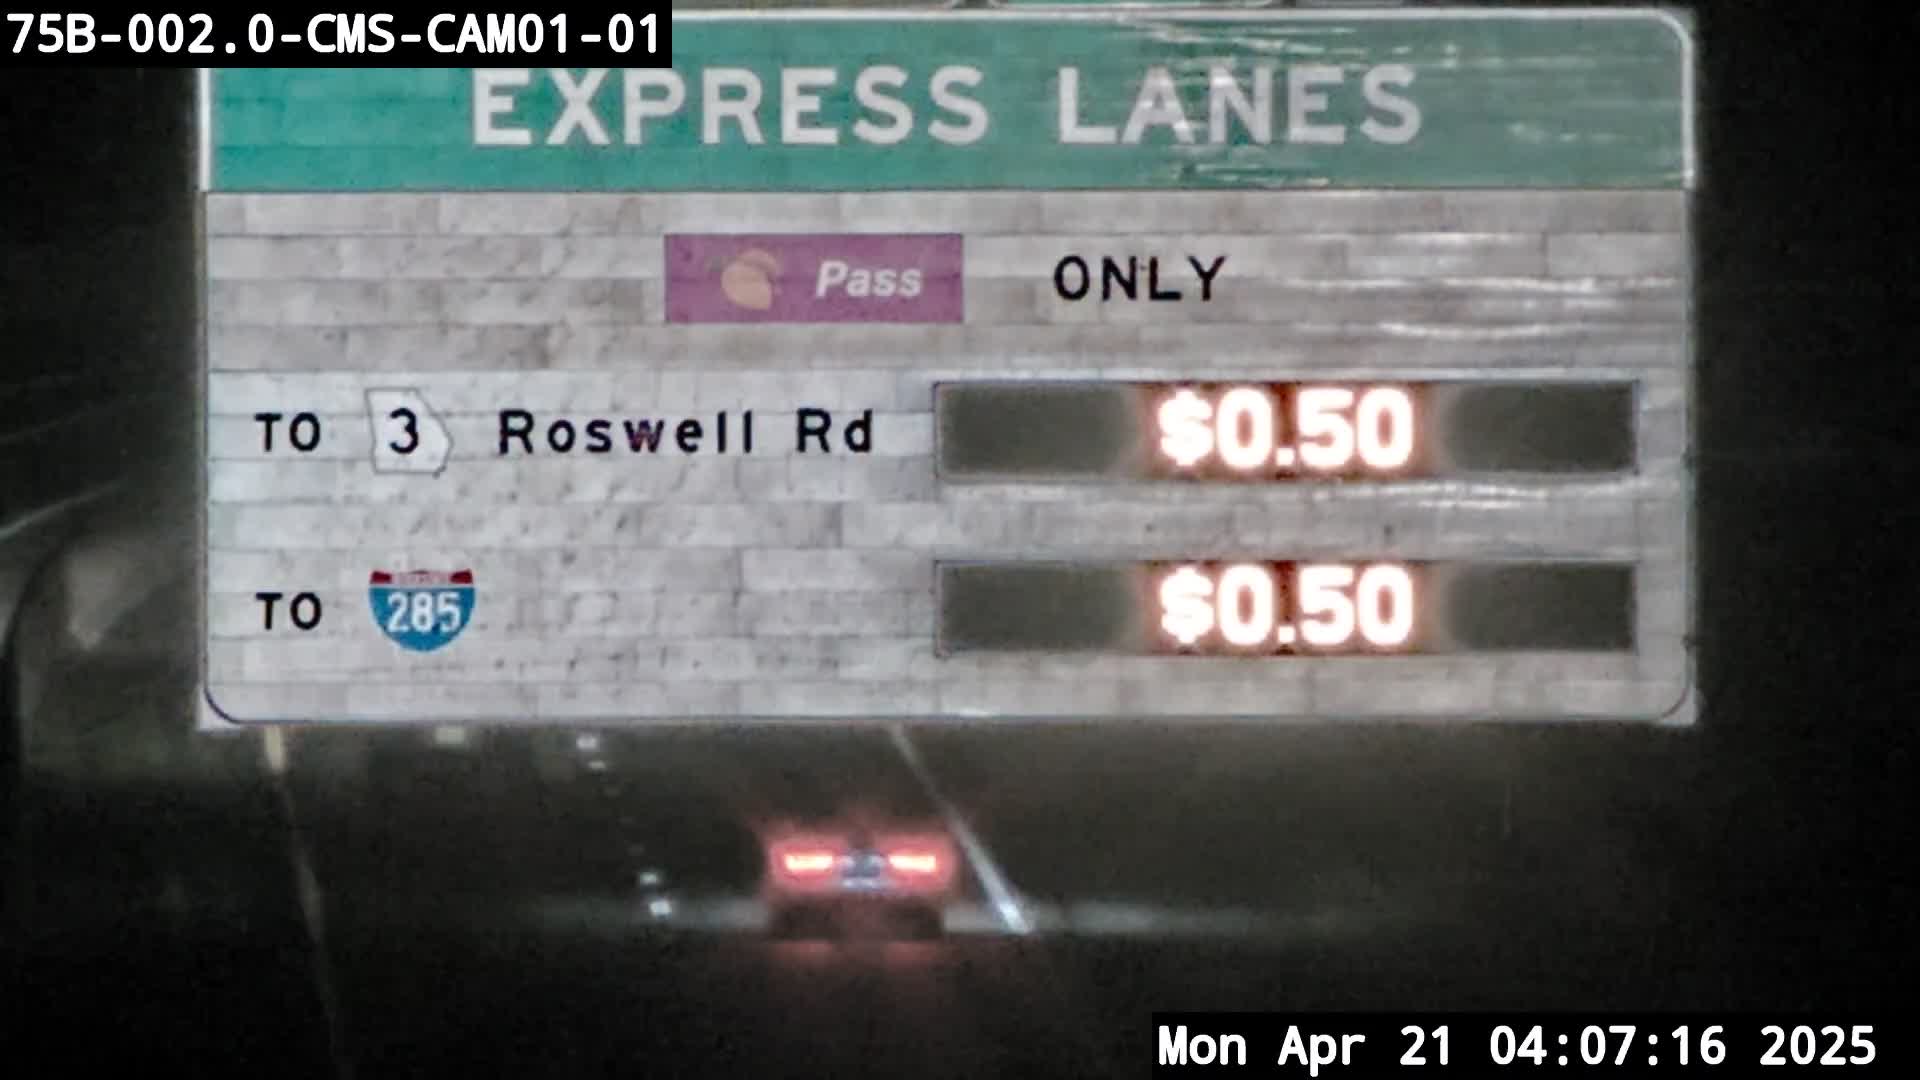 75B-002.0-CMS-CAM01-01
EXPRESS LANES
Pass ONLY
TO 3 Roswell Rd $0.50
TO 285 $0.50
Mon Apr 21 04:07:16 2025